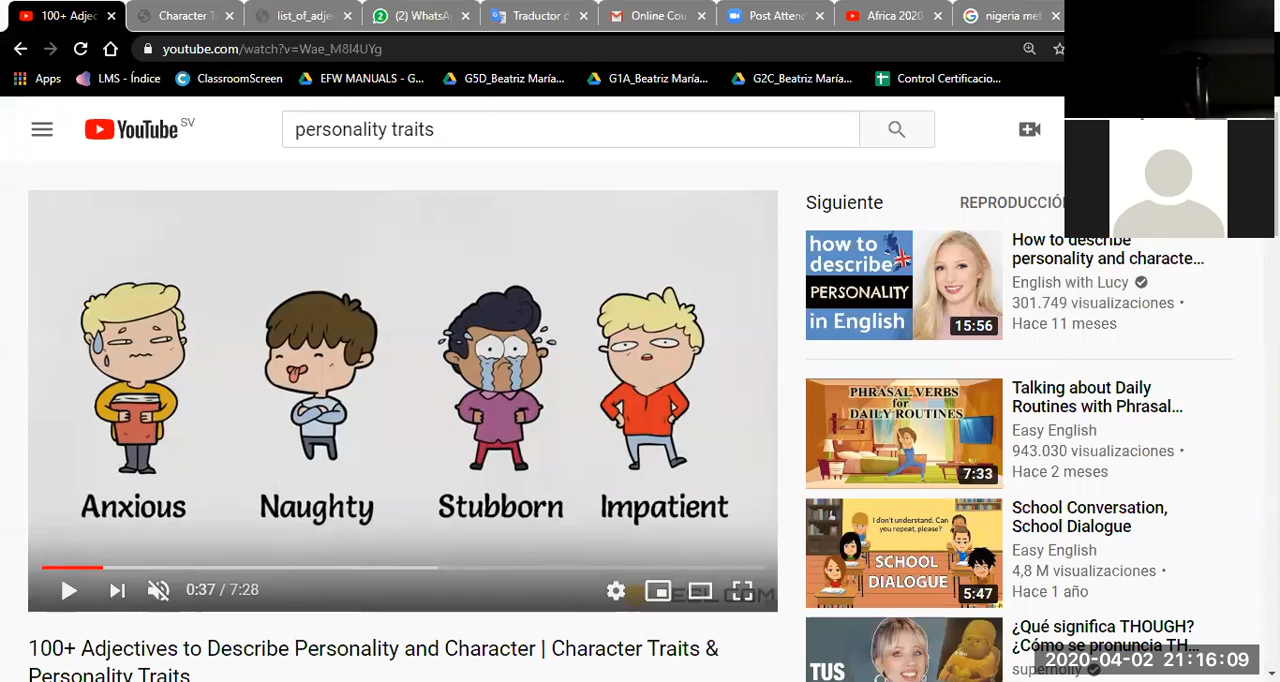 100+ Adjec
Character T
list_of_adje
(2) WhatsA
Traductor d
Online Cou
Post Attend
Africa 2020
nigeria met
youtube.com/watch?v=Wae_M8I4UYg
Apps
LMS - Índice
ClassroomScreen
EFW MANUALS - G...
G5D_Beatriz María...
G1A_Beatriz María...
G2C_Beatriz María...
Control Certificacio...
YouTube SV
personality traits
Anxious
Naughty
Stubborn
Impatient
0:37 / 7:28
100+ Adjectives to Describe Personality and Character | Character Traits &
Personality Traits
Siguiente
REPRODUCCIÓN
how to
describe
PERSONALITY
in English
15:56
How to describe
personality and characte...
English with Lucy
301.749 visualizaciones •
Hace 11 meses
PHRASAL VERBS
for
DAILY ROUTINES
7:33
Talking about Daily
Routines with Phrasal...
Easy English
943.030 visualizaciones •
Hace 2 meses
I don't understand. Can
you repeat, please?
SCHOOL
DIALOGUE
5:47
School Conversation,
School Dialogue
Easy English
4,8 M visualizaciones •
Hace 1 año
TUS
¿Qué significa THOUGH?
¿Cómo se pronuncia TH...
superholly
2020-04-02 21:16:09